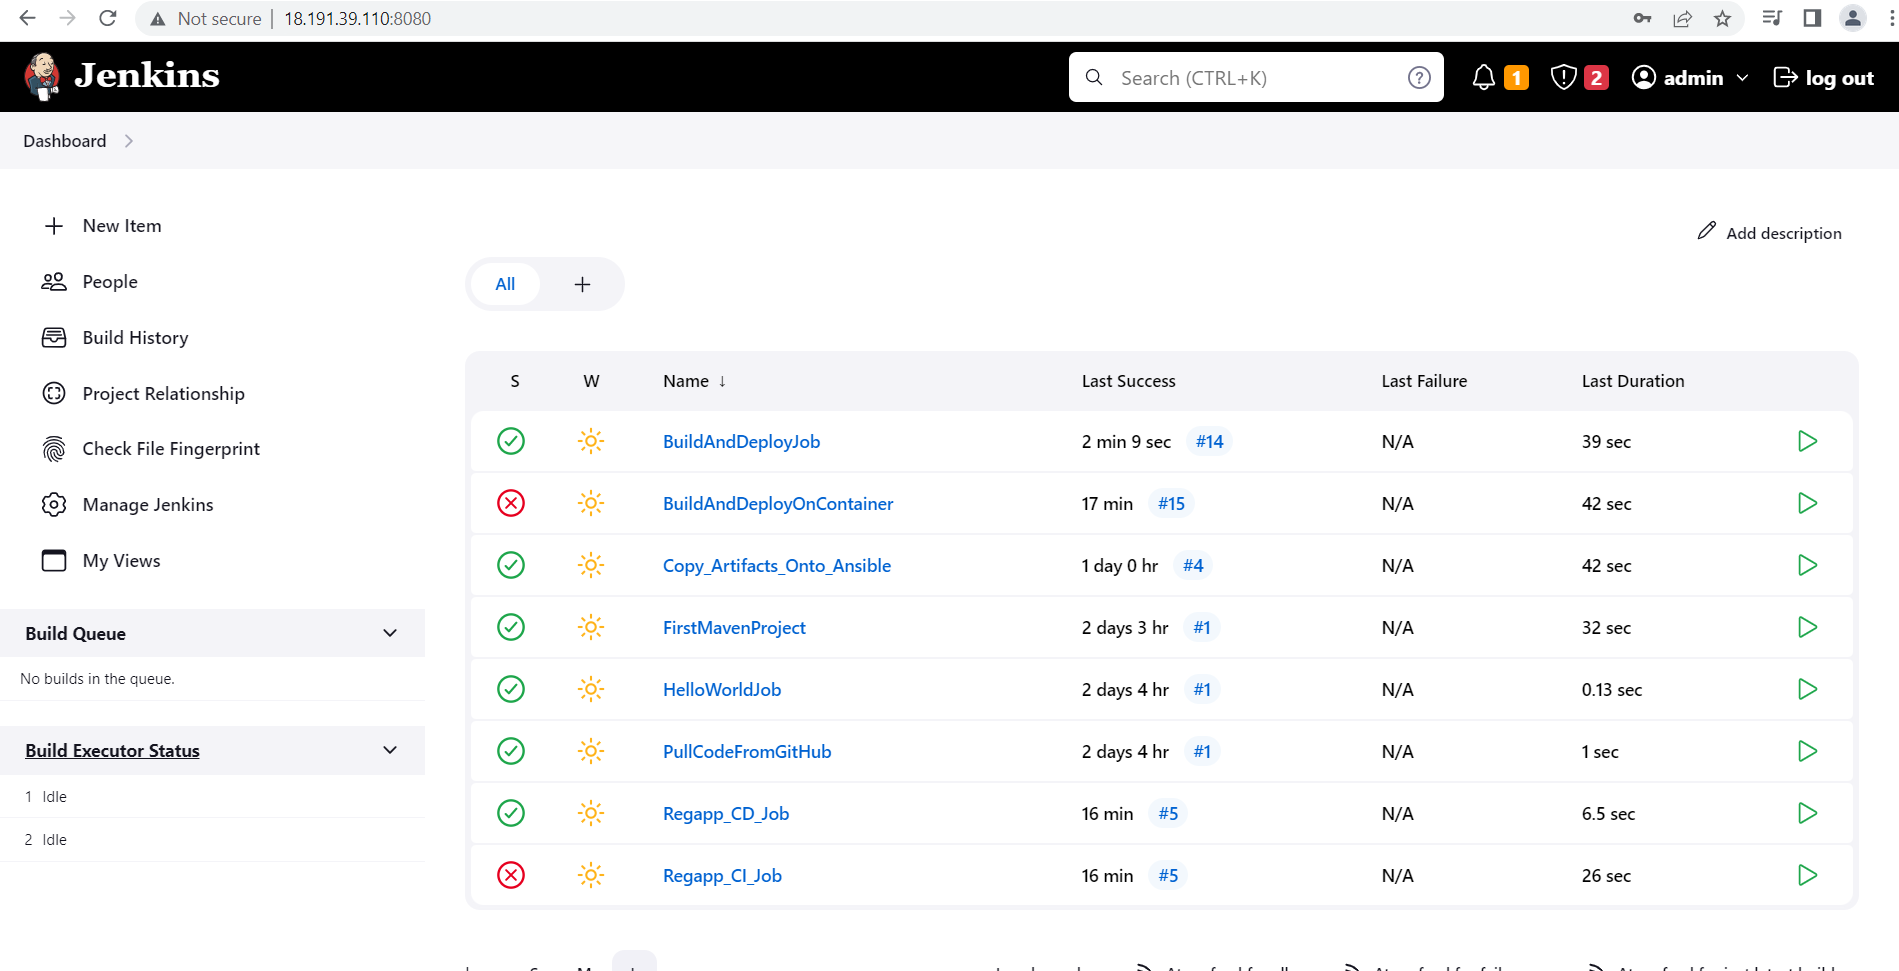 Not secure | 18.191.39.110:8080
Jenkins
Search (CTRL+K)
1
2
admin
log out
Dashboard
New Item
People
Build History
Project Relationship
Check File Fingerprint
Manage Jenkins
My Views
Build Queue
No builds in the queue.
Build Executor Status
1 Idle
2 Idle
Add description
All
S W Name ↓ Last Success Last Failure Last Duration
BuildAndDeployJob 2 min 9 sec #14 N/A 39 sec
BuildAndDeployOnContainer 17 min #15 N/A 42 sec
Copy_Artifacts_Onto_Ansible 1 day 0 hr #4 N/A 42 sec
FirstMavenProject 2 days 3 hr #1 N/A 32 sec
HelloWorldJob 2 days 4 hr #1 N/A 0.13 sec
PullCodeFromGitHub 2 days 4 hr #1 N/A 1 sec
Regapp_CD_Job 16 min #5 N/A 6.5 sec
Regapp_CI_Job 16 min #5 N/A 26 sec